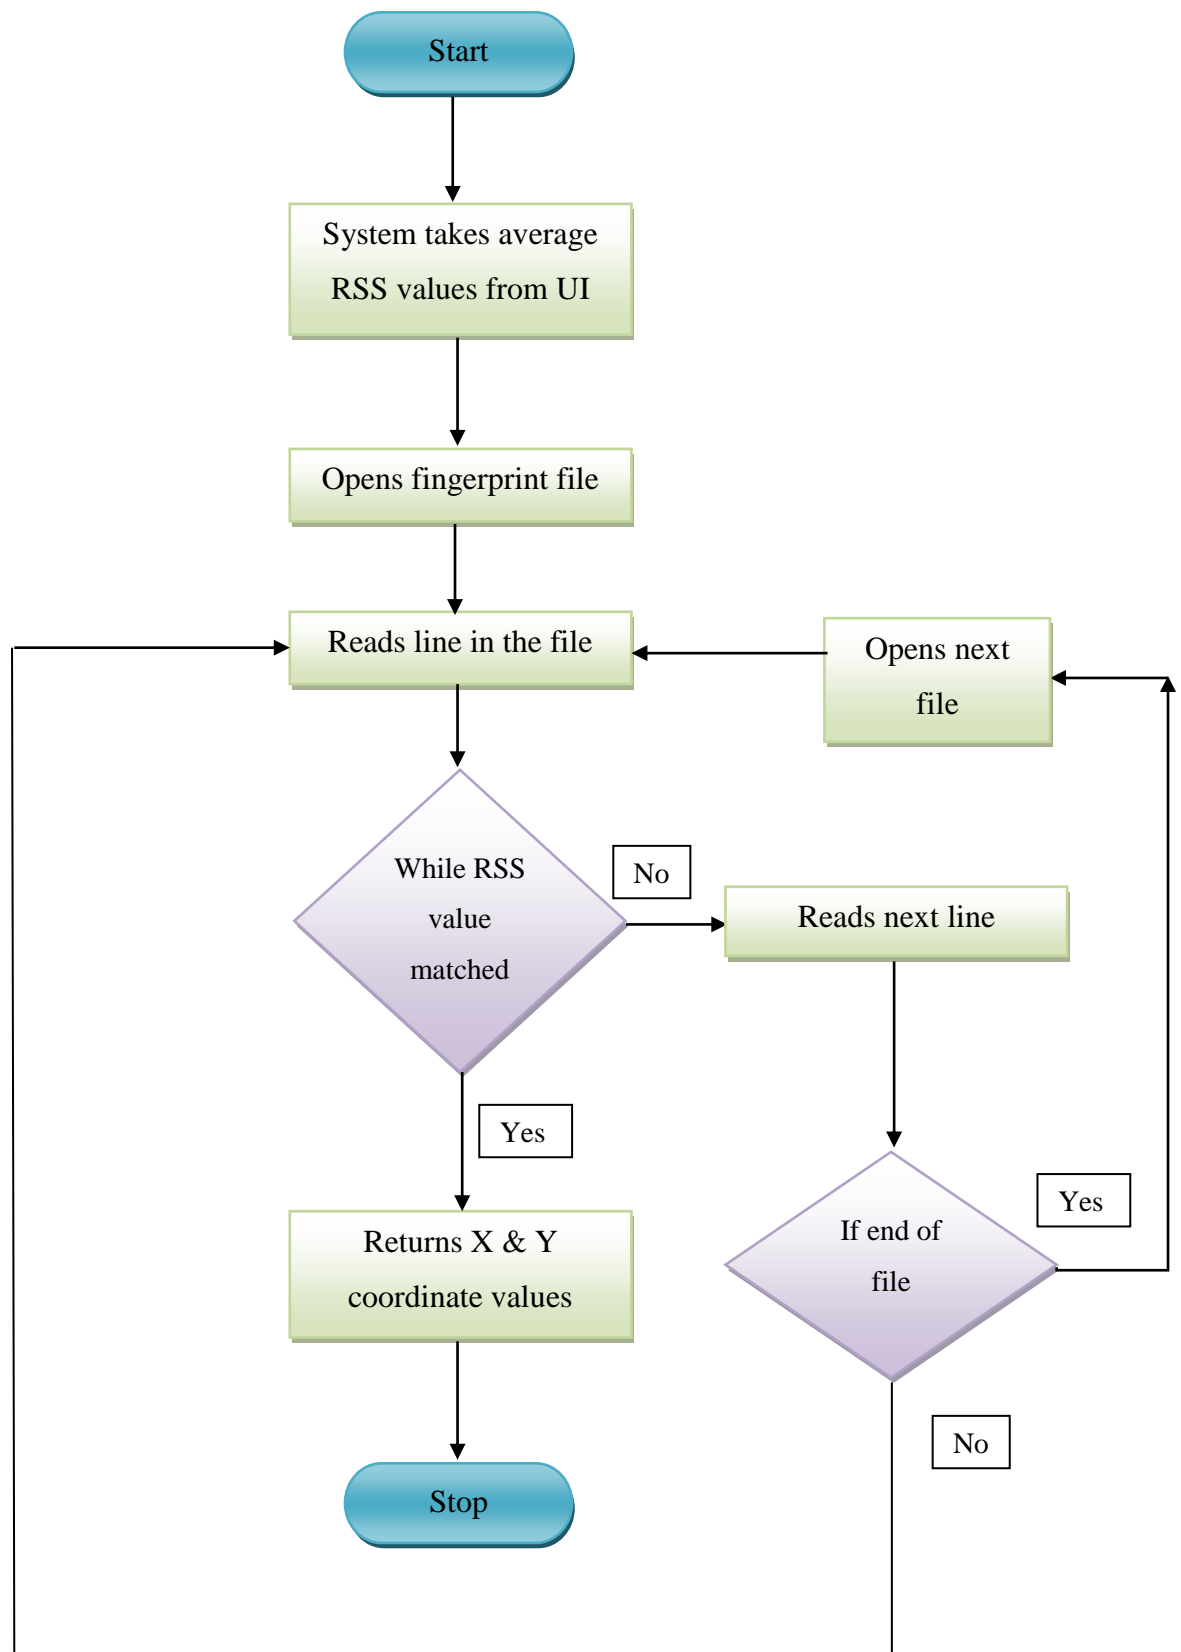 Start
System takes average
RSS values from UI
Opens fingerprint file
Reads line in the file
Opens next
file
While RSS
value
matched
No
Reads next line
Yes
If end of
file
Yes
Returns X & Y
coordinate values
No
Stop